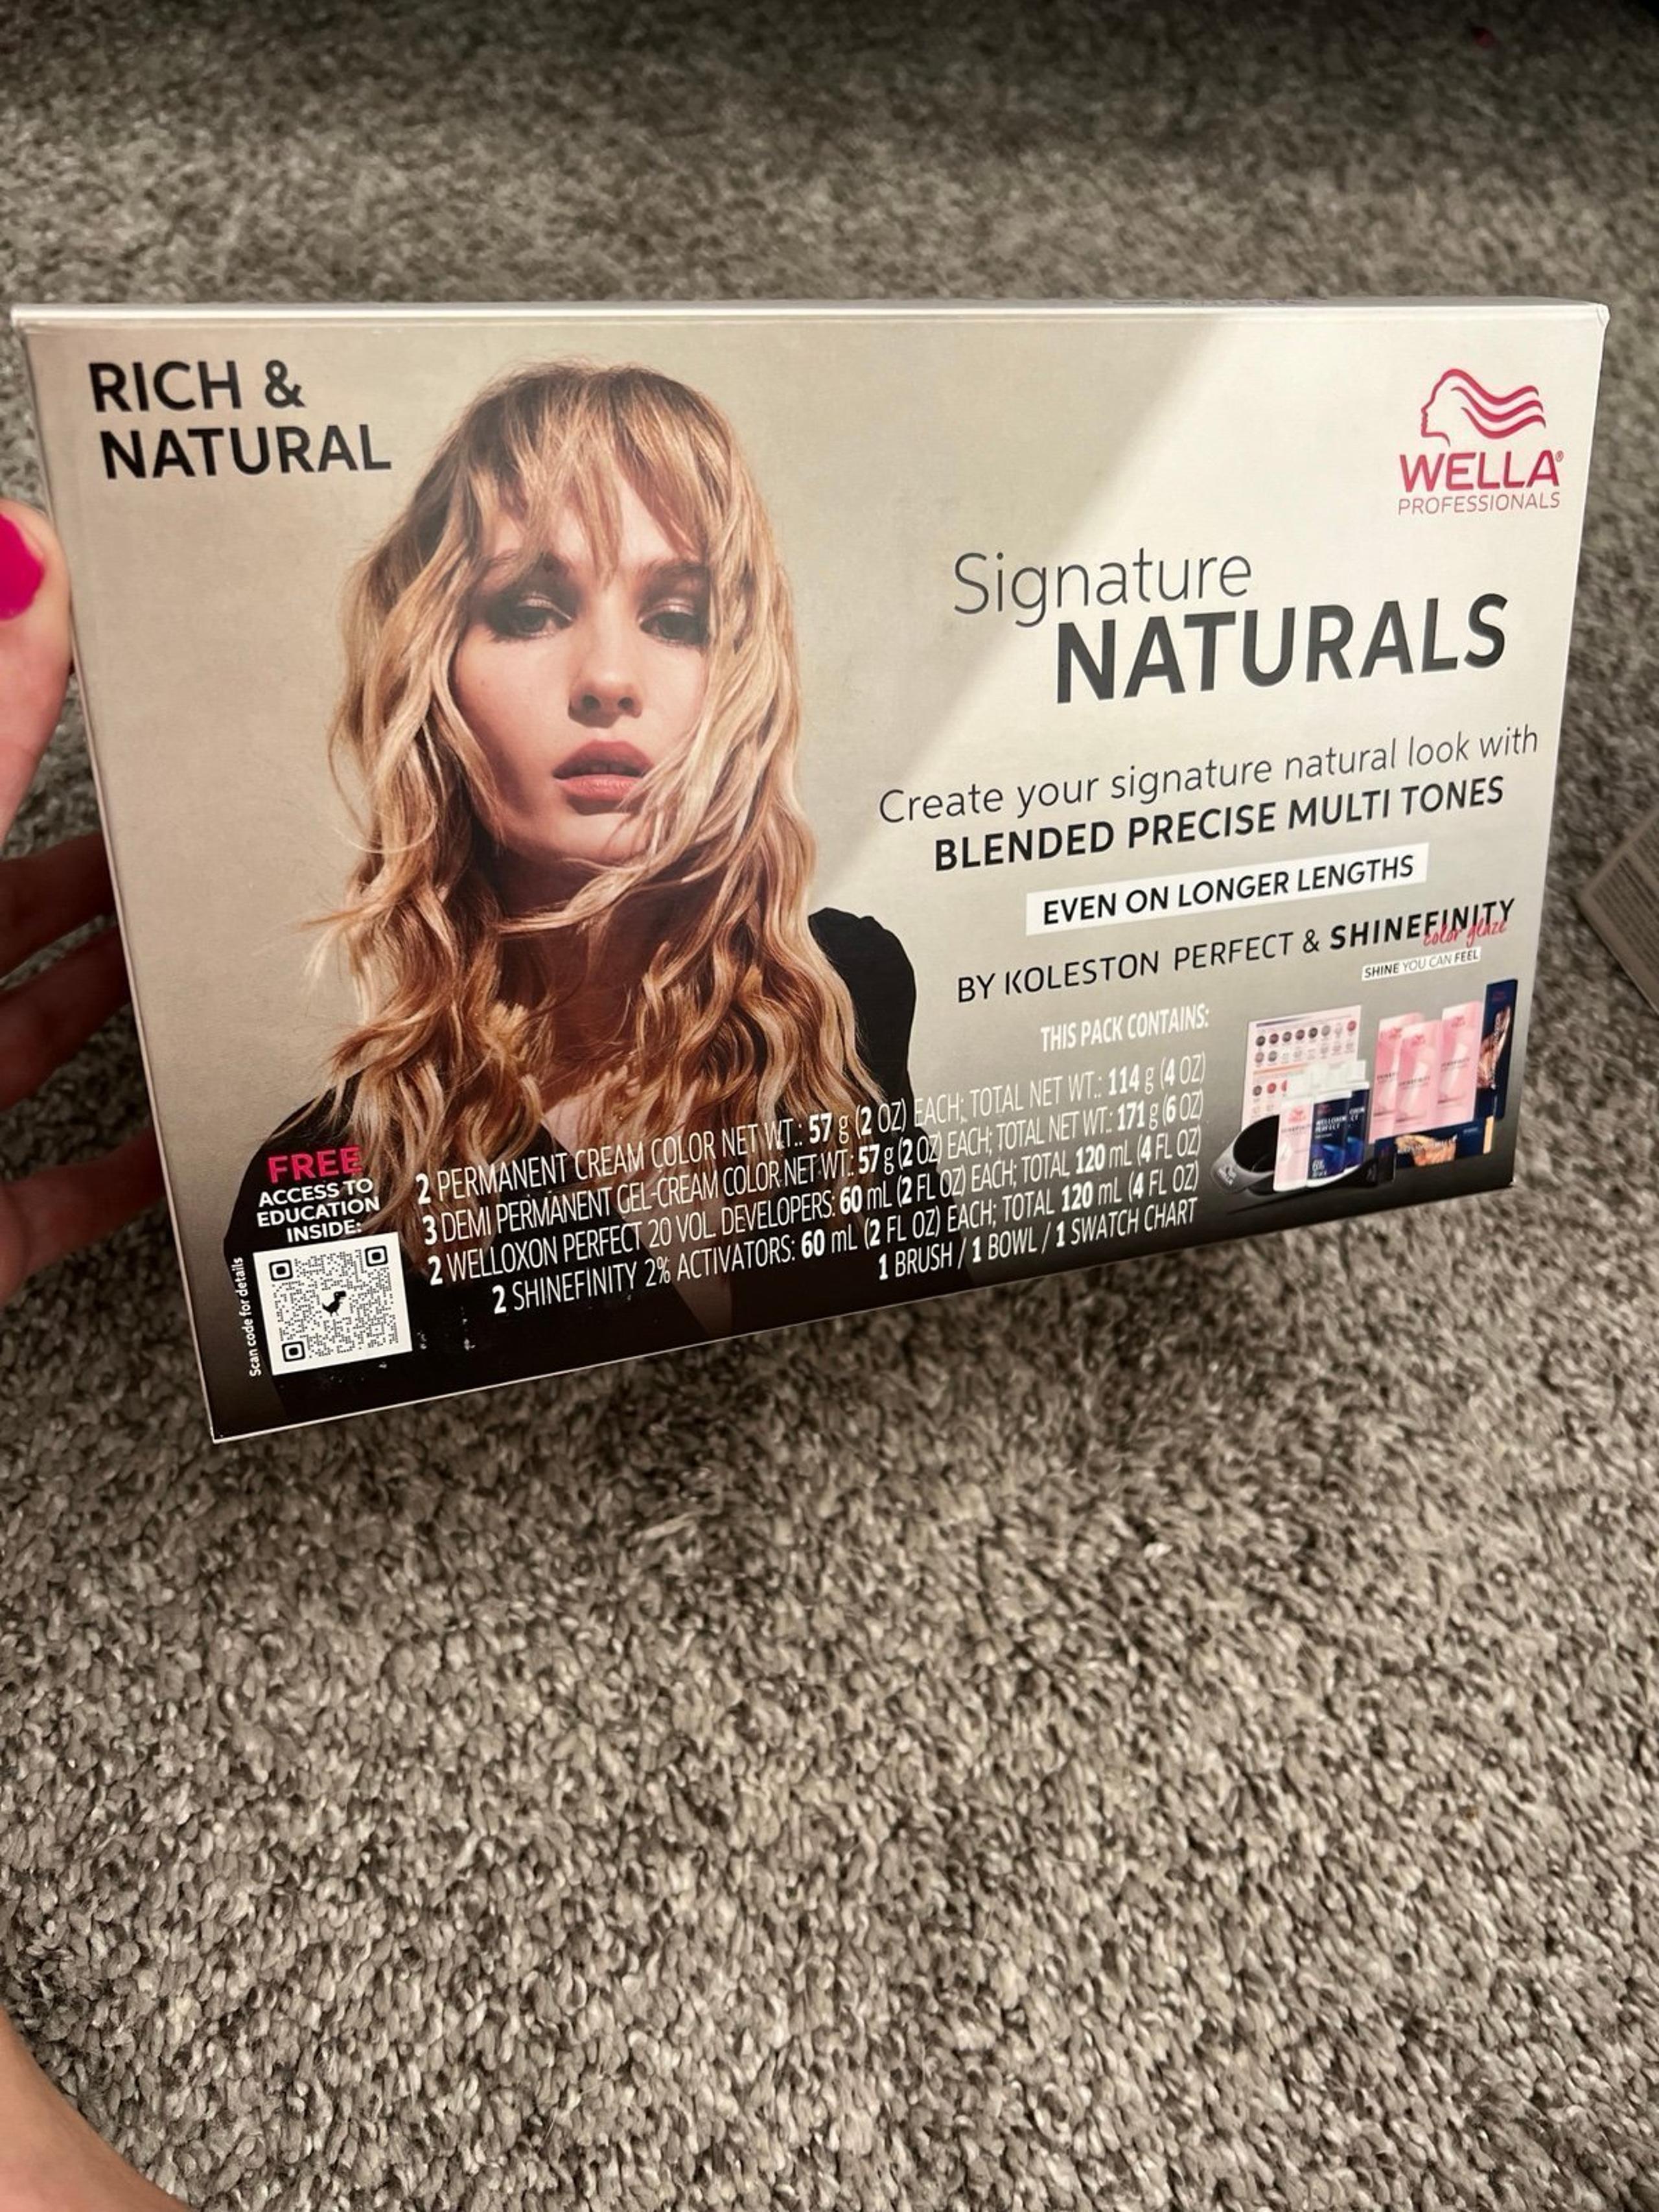 RICH &
NATURAL
WELLA®
PROFESSIONALS
Signature
NATURALS
Create your signature natural look with
BLENDED PRECISE MULTI TONES
EVEN ON LONGER LENGTHS
BY KOLESTON PERFECT & SHINEFINITY
color glaze
SHINE YOU CAN FEEL
THIS PACK CONTAINS:
2 PERMANENT CREAM COLOR NET WT.: 57 g (2 OZ) EACH; TOTAL NET WT.: 114 g (4 OZ)
3 DEMI PERMANENT GEL-CREAM COLOR NET WT.: 57 g (2 OZ) EACH; TOTAL NET WT.: 171 g (6 OZ)
2 WELLOXON PERFECT 20 VOL. DEVELOPERS: 60 mL (2 FL OZ) EACH; TOTAL 120 mL (4 FL OZ)
2 SHINEFINITY 2% ACTIVATORS: 60 mL (2 FL OZ) EACH; TOTAL 120 mL (4 FL OZ)
1 BRUSH / 1 BOWL / 1 SWATCH CHART
FREE
ACCESS TO
EDUCATION
INSIDE:
Scan code for details